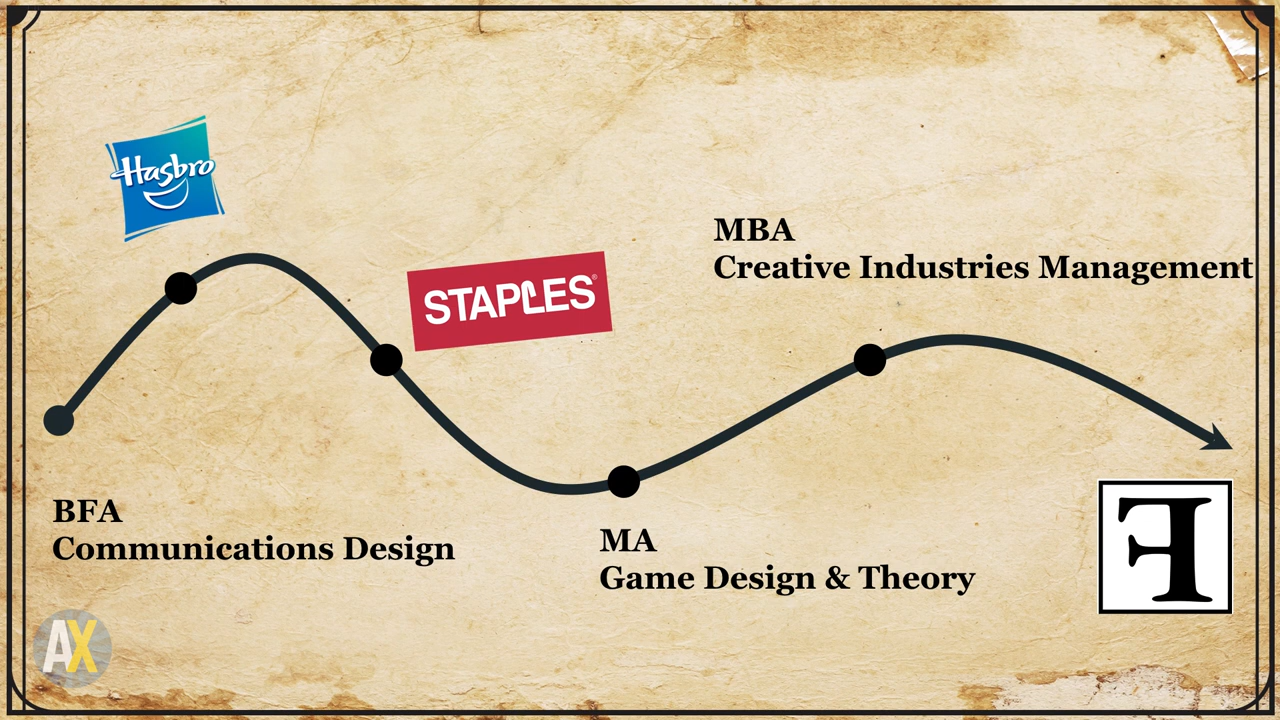 Hasbro
STAPLES®
MBA
Creative Industries Management
BFA
Communications Design
MA
Game Design & Theory
F
AX